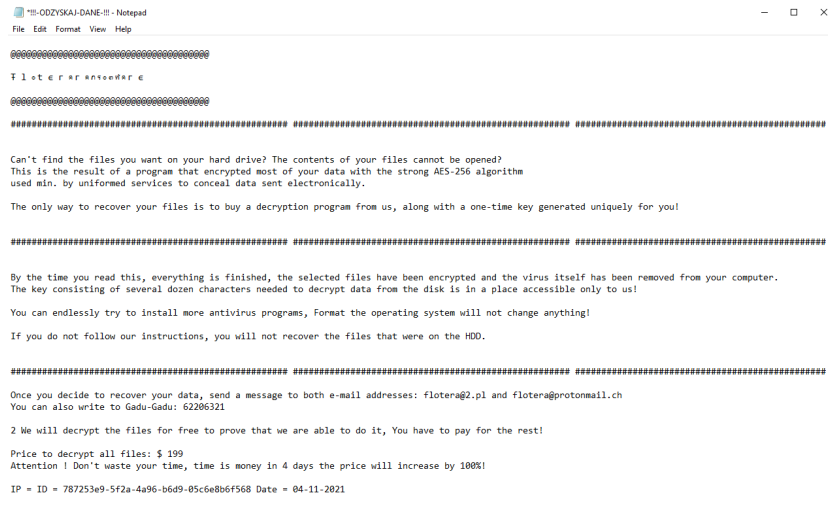 *!!!-ODZYSKAJ-DANE-!!! - Notepad
File Edit Format View Help
@@@@@@@@@@@@@@@@@@@@@@@@@@@@@@@@@@@@@@
Ŧ l o t є r ค r ค ภ ร ๏ ๓ ฬ ค r є
@@@@@@@@@@@@@@@@@@@@@@@@@@@@@@@@@@@@@@
##################################################### ##################################################### ################################################
Can't find the files you want on your hard drive? The contents of your files cannot be opened?
This is the result of a program that encrypted most of your data with the strong AES-256 algorithm
used min. by uniformed services to conceal data sent electronically.
The only way to recover your files is to buy a decryption program from us, along with a one-time key generated uniquely for you!
##################################################### ##################################################### ################################################
By the time you read this, everything is finished, the selected files have been encrypted and the virus itself has been removed from your computer.
The key consisting of several dozen characters needed to decrypt data from the disk is in a place accessible only to us!
You can endlessly try to install more antivirus programs, Format the operating system will not change anything!
If you do not follow our instructions, you will not recover the files that were on the HDD.
##################################################### ##################################################### ################################################
Once you decide to recover your data, send a message to both e-mail addresses: flotera@2.pl and flotera@protonmail.ch
You can also write to Gadu-Gadu: 62206321
2 We will decrypt the files for free to prove that we are able to do it, You have to pay for the rest!
Price to decrypt all files: $ 199
Attention ! Don't waste your time, time is money in 4 days the price will increase by 100%!
IP = ID = 787253e9-5f2a-4a96-b6d9-05c6e8b6f568 Date = 04-11-2021